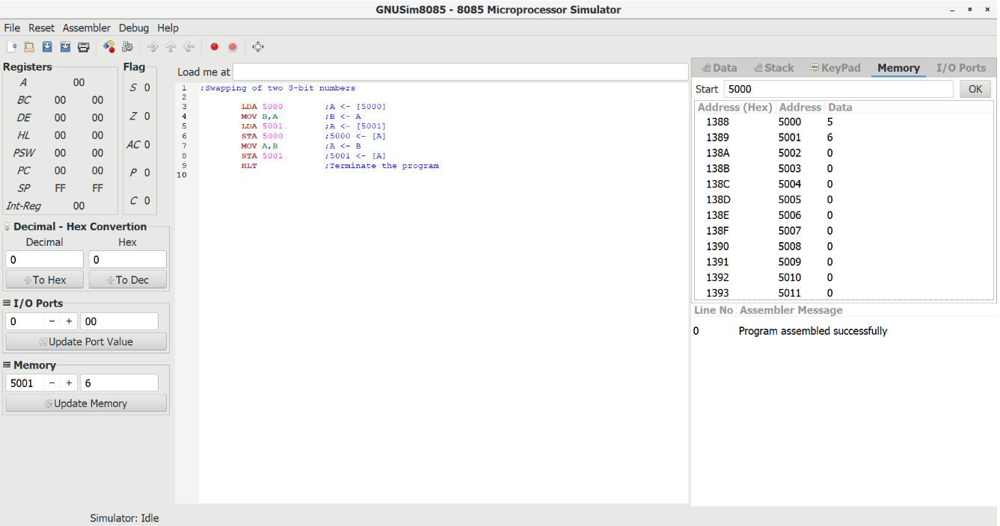 GNUSim8085 - 8085 Microprocessor Simulator
File Reset Assembler Debug Help
Registers
A 00
BC 00 00
DE 00 00
HL 00 00
PSW 00 00
PC 00 00
SP FF FF
Int-Reg 00
Flag
S 0
Z 0
AC 0
P 0
C 0
Decimal - Hex Convertion
Decimal Hex
0 0
To Hex To Dec
I/O Ports
0 - + 00
Update Port Value
Memory
5001 - + 6
Update Memory
Load me at
1 ;Swapping of two 8-bit numbers
2
3 LDA 5000 ;A <- [5000]
4 MOV B,A ;B <- A
5 LDA 5001 ;A <- [5001]
6 STA 5000 ;5000 <- [A]
7 MOV A,B ;A <- B
8 STA 5001 ;5001 <- [A]
9 HLT ;Terminate the program
10
Data Stack KeyPad Memory I/O Ports
Start 5000 OK
Address (Hex) Address Data
1388 5000 5
1389 5001 6
138A 5002 0
138B 5003 0
138C 5004 0
138D 5005 0
138E 5006 0
138F 5007 0
1390 5008 0
1391 5009 0
1392 5010 0
1393 5011 0
Line No Assembler Message
0 Program assembled successfully
Simulator: Idle